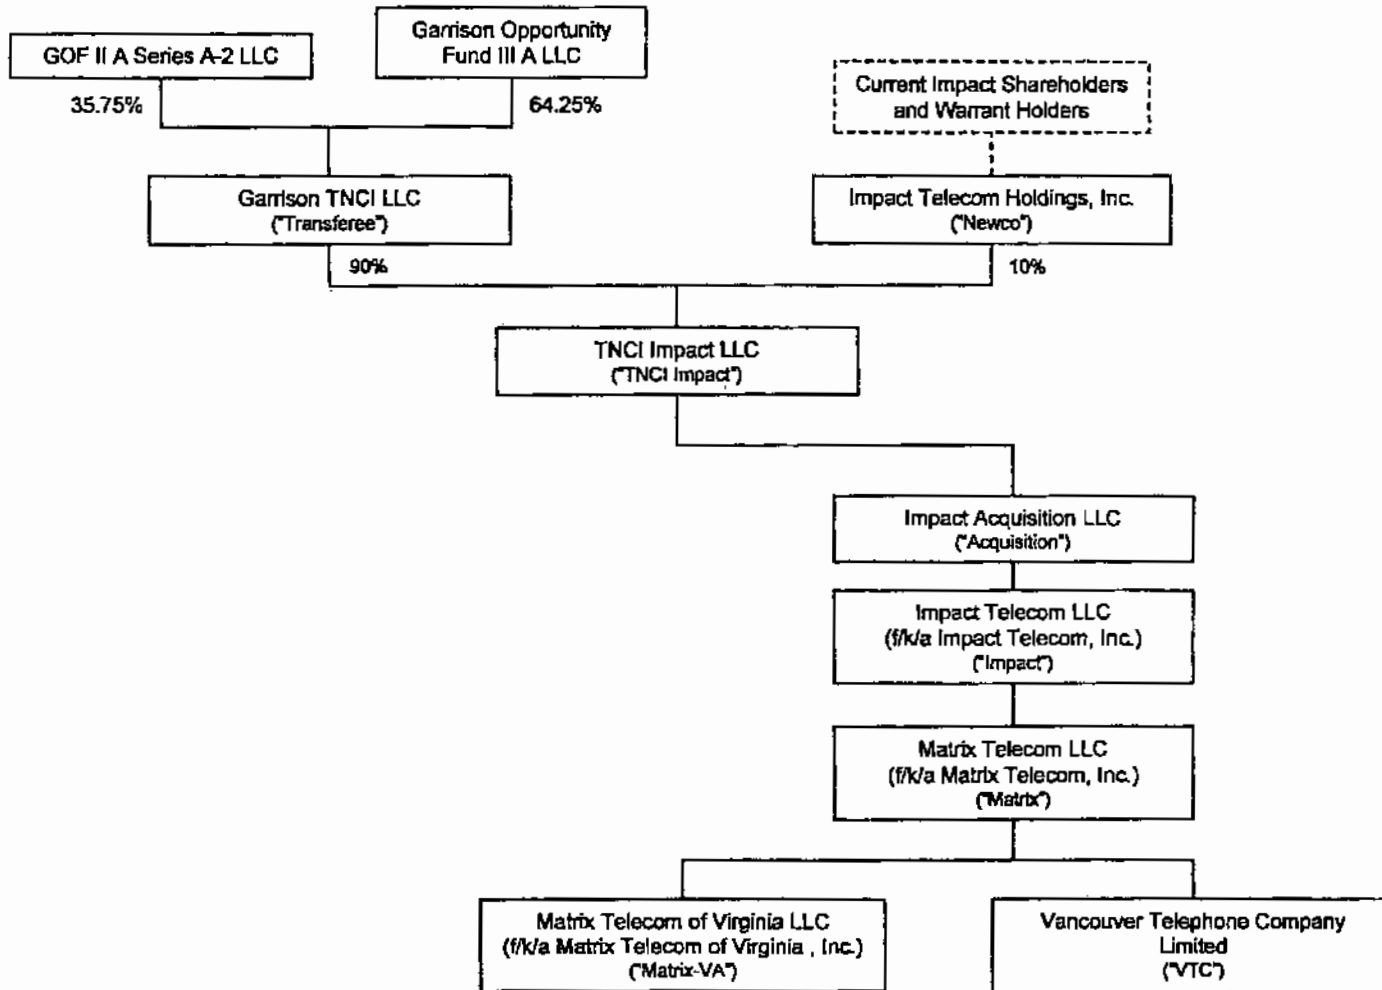 GOF II A Series A-2 LLC
Garrison Opportunity
Fund III A LLC
35.75%
64.25%
Current Impact Shareholders
and Warrant Holders
Garrison TNCI LLC
("Transferee")
Impact Telecom Holdings, Inc.
("Newco")
90%
10%
TNCI Impact LLC
("TNCI Impact")
Impact Acquisition LLC
("Acquisition")
Impact Telecom LLC
(f/k/a Impact Telecom, Inc.)
("Impact")
Matrix Telecom LLC
(f/k/a Matrix Telecom, Inc.)
("Matrix")
Matrix Telecom of Virginia LLC
(f/k/a Matrix Telecom of Virginia , Inc.)
("Matrix-VA")
Vancouver Telephone Company
Limited
("VTC")